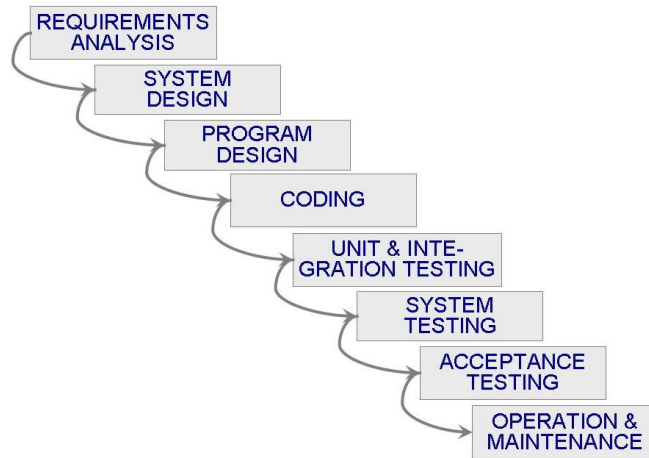 REQUIREMENTS
ANALYSIS
SYSTEM
DESIGN
PROGRAM
DESIGN
CODING
UNIT & INTE-
GRATION TESTING
SYSTEM
TESTING
ACCEPTANCE
TESTING
OPERATION &
MAINTENANCE